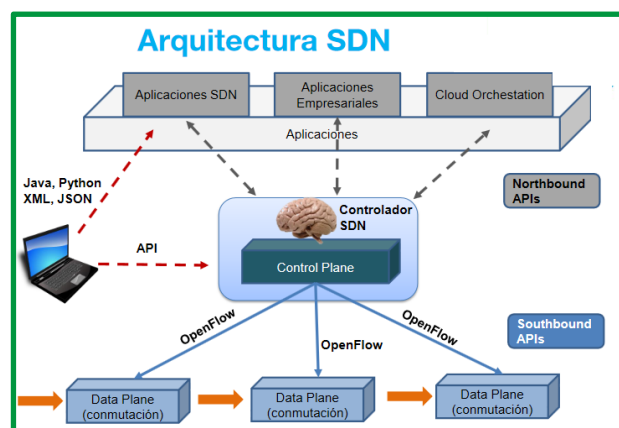 Arquitectura SDN
Aplicaciones SDN
Aplicaciones
Empresariales
Cloud Orchestation
Aplicaciones
Java, Python
XML, JSON
Northbound
APIs
Controlador
SDN
API
Control Plane
OpenFlow
OpenFlow
OpenFlow
Southbound
APIs
Data Plane
(conmutación)
Data Plane
(conmutación)
Data Plane
(conmutación)